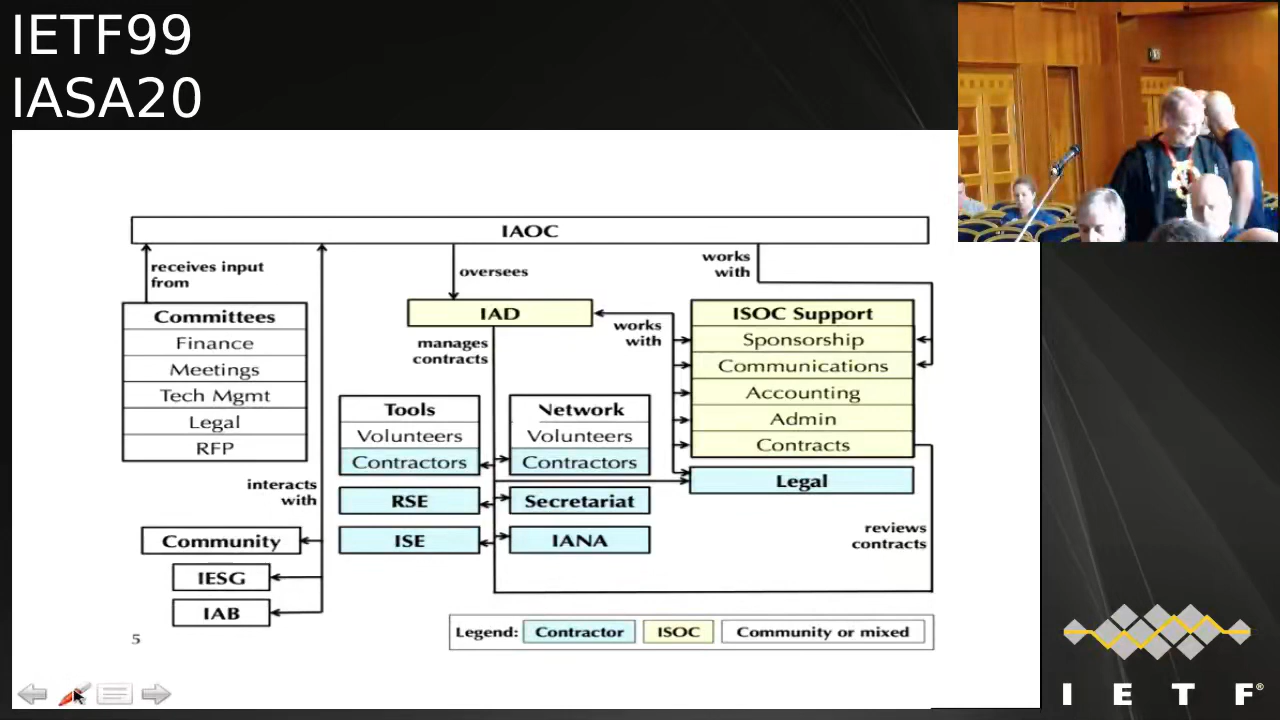 IETF99
IASA20
IAOC
receives input
from
oversees
works
with
Committees
Finance
Meetings
Tech Mgmt
Legal
RFP
IAD
works
with
manages
contracts
ISOC Support
Sponsorship
Communications
Accounting
Admin
Contracts
Tools
Volunteers
Contractors
Network
Volunteers
Contractors
Legal
interacts
with
RSE
Secretariat
reviews
contracts
Community
ISE
IANA
IESG
IAB
5
Legend: Contractor ISOC Community or mixed
I E T F®